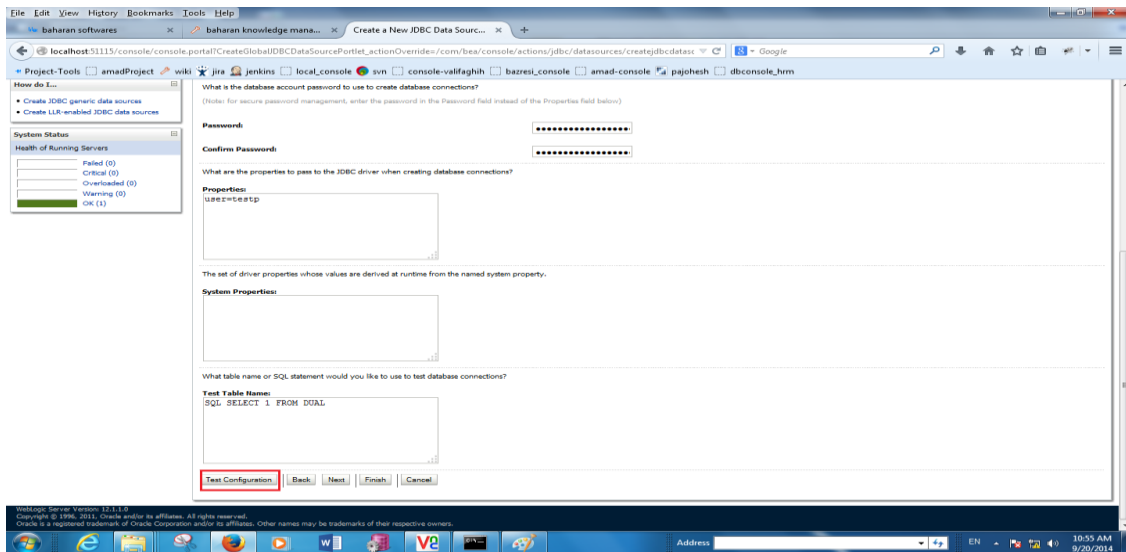 File Edit View History Bookmarks Tools Help
baharan softwares × baharan knowledge mana... × Create a New JDBC Data Sourc... × +
localhost:51115/console/console.portal?CreateGlobalJDBCDataSourcePortlet_actionOverride=/com/bea/console/actions/jdbc/datasources/createjdbcdatasc Google
Project-Tools amadProject wiki jira jenkins local_console svn console-valifaghih bazresi_console amad-console pajohesh dbconsole_hrm
How do I...
• Create JDBC generic data sources
• Create LLR-enabled JDBC data sources
System Status
Health of Running Servers
Failed (0)
Critical (0)
Overloaded (0)
Warning (0)
OK (1)
What is the database account password to use to create database connections?
(Note: for secure password management, enter the password in the Password field instead of the Properties field below)
Password: •••••••••••••••••
Confirm Password: •••••••••••••••••
What are the properties to pass to the JDBC driver when creating database connections?
Properties:
user=testp
The set of driver properties whose values are derived at runtime from the named system property.
System Properties:
What table name or SQL statement would you like to use to test database connections?
Test Table Name:
SQL SELECT 1 FROM DUAL
Test Configuration Back Next Finish Cancel
WebLogic Server Version: 12.1.1.0
Copyright © 1996, 2011, Oracle and/or its affiliates. All rights reserved.
Oracle is a registered trademark of Oracle Corporation and/or its affiliates. Other names may be trademarks of their respective owners.
Address EN 10:55 AM
9/20/2014